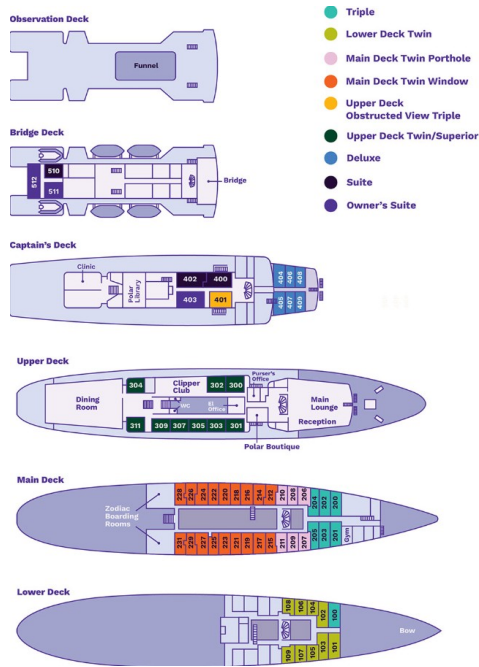 Observation Deck
Funnel
Triple
Lower Deck Twin
Main Deck Twin Porthole
Main Deck Twin Window
Upper Deck
Obstructed View Triple
Upper Deck Twin/Superior
Deluxe
Suite
Owner's Suite
Bridge Deck
512
510
511
Bridge
Captain's Deck
Clinic
Polar
Library
402
400
403
401
404
406
408
405
407
409
Upper Deck
304
Clipper
Club
302
300
Purser's
Office
Dining
Room
WC
El
Office
Main
Lounge
Reception
311
309
307
305
303
301
Polar Boutique
Main Deck
Zodiac
Boarding
Rooms
228
226
224
222
220
218
216
214
212
210
208
206
204
202
200
231
229
227
225
221
219
217
215
211
209
207
205
203
201
Gym
Lower Deck
108
106
104
102
100
109
107
105
103
101
Bow